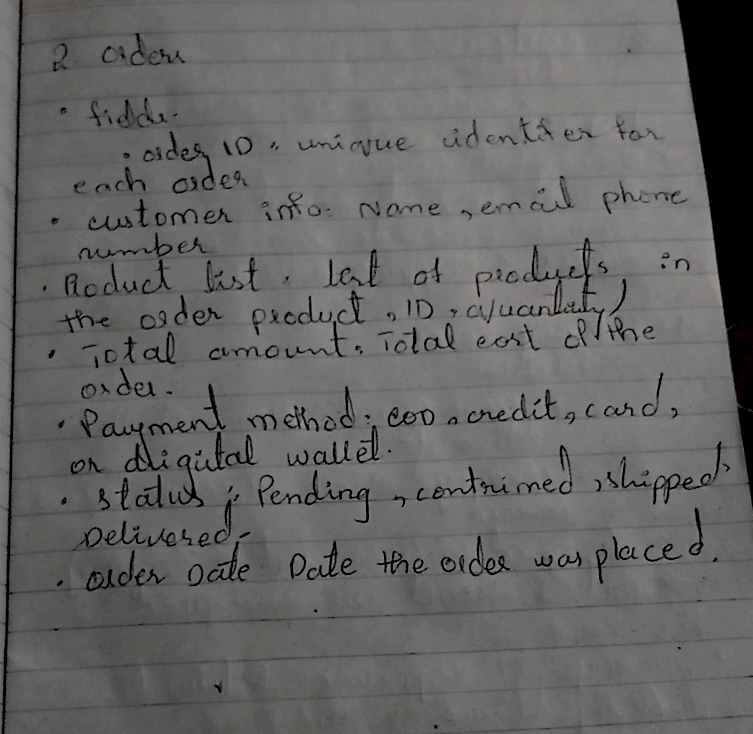 2 orders
• fields.
• order ID, unique identifier for
each order
• customer info: Name, email phone
number
• Product list, list of products in
the order product, ID, quantity)
• Total amount. Total cost of the
order.
• Payment method: COD, credit, card,
or digital wallet.
• status : Pending, contrimed, shipped,
Delivered.
• Order Date Date the order was placed.